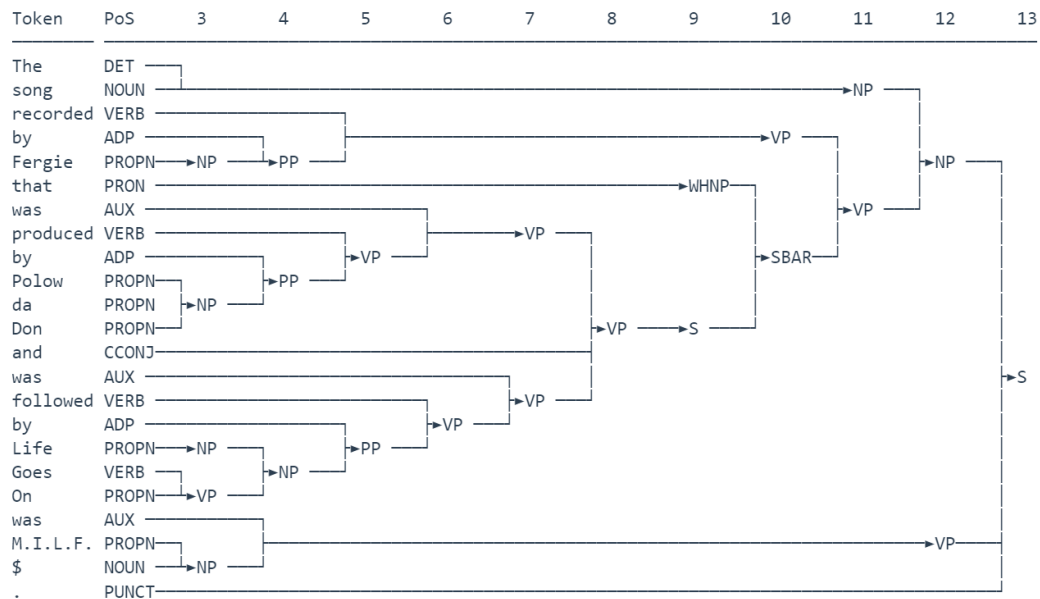 Token PoS 3 4 5 6 7 8 9 10 11 12 13
The DET
song NOUN NP
recorded VERB
by ADP VP
Fergie PROPN NP PP NP
that PRON WHNP
was AUX VP
produced VERB VP
by ADP VP SBAR
Polow PROPN PP
da PROPN NP
Don PROPN VP S
and CCONJ
was AUX S
followed VERB VP
by ADP VP
Life PROPN NP PP
Goes VERB NP
On PROPN VP
was AUX
M.I.L.F. PROPN VP
$ NOUN NP
. PUNCT